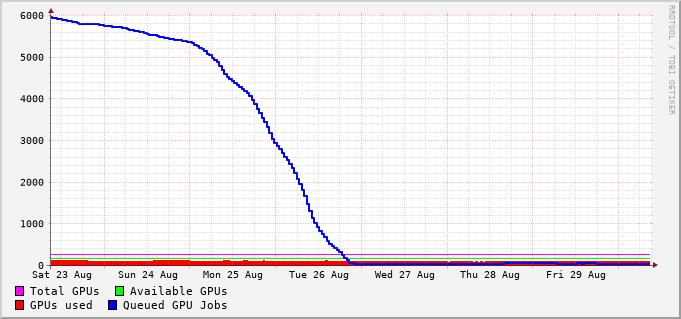 RRDTOOL / TOBI OETIKER
6000
5000
4000
3000
2000
1000
0
Sat 23 Aug Sun 24 Aug Mon 25 Aug Tue 26 Aug Wed 27 Aug Thu 28 Aug Fri 29 Aug
Total GPUs Available GPUs
GPUs used Queued GPU Jobs